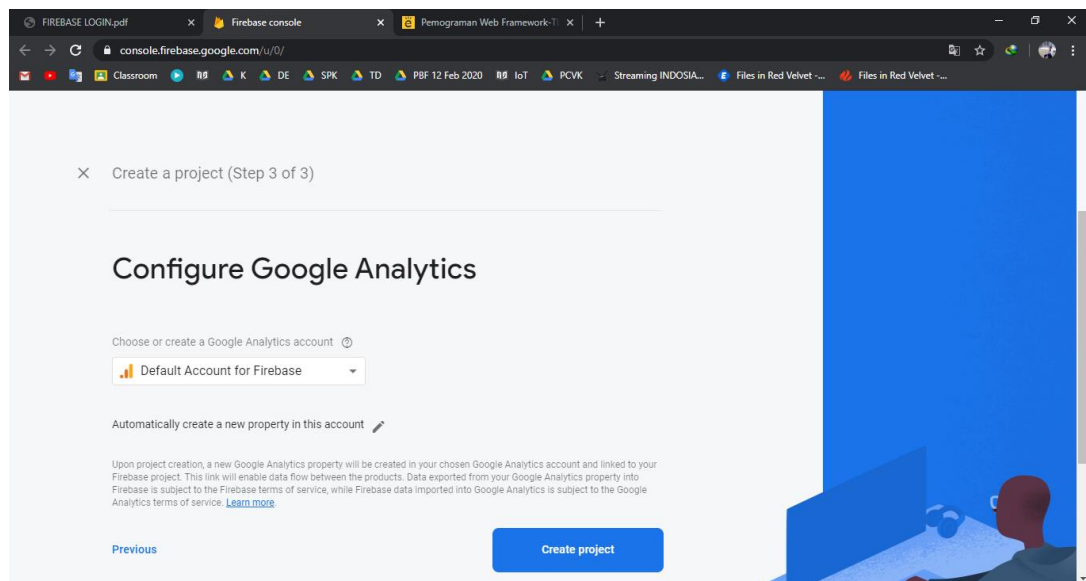 FIREBASE LOGIN.pdf
Firebase console
Pemograman Web Framework-T
console.firebase.google.com/u/0/
Classroom
K
DE
SPK
TD
PBF 12 Feb 2020
IoT
PCVK
Streaming INDOSIA...
Files in Red Velvet -...
Files in Red Velvet -...
Create a project (Step 3 of 3)
Configure Google Analytics
Choose or create a Google Analytics account
Default Account for Firebase
Automatically create a new property in this account
Upon project creation, a new Google Analytics property will be created in your chosen Google Analytics account and linked to your
Firebase project. This link will enable data flow between the products. Data exported from your Google Analytics property into
Firebase is subject to the Firebase terms of service, while Firebase data imported into Google Analytics is subject to the Google
Analytics terms of service. Learn more.
Previous
Create project